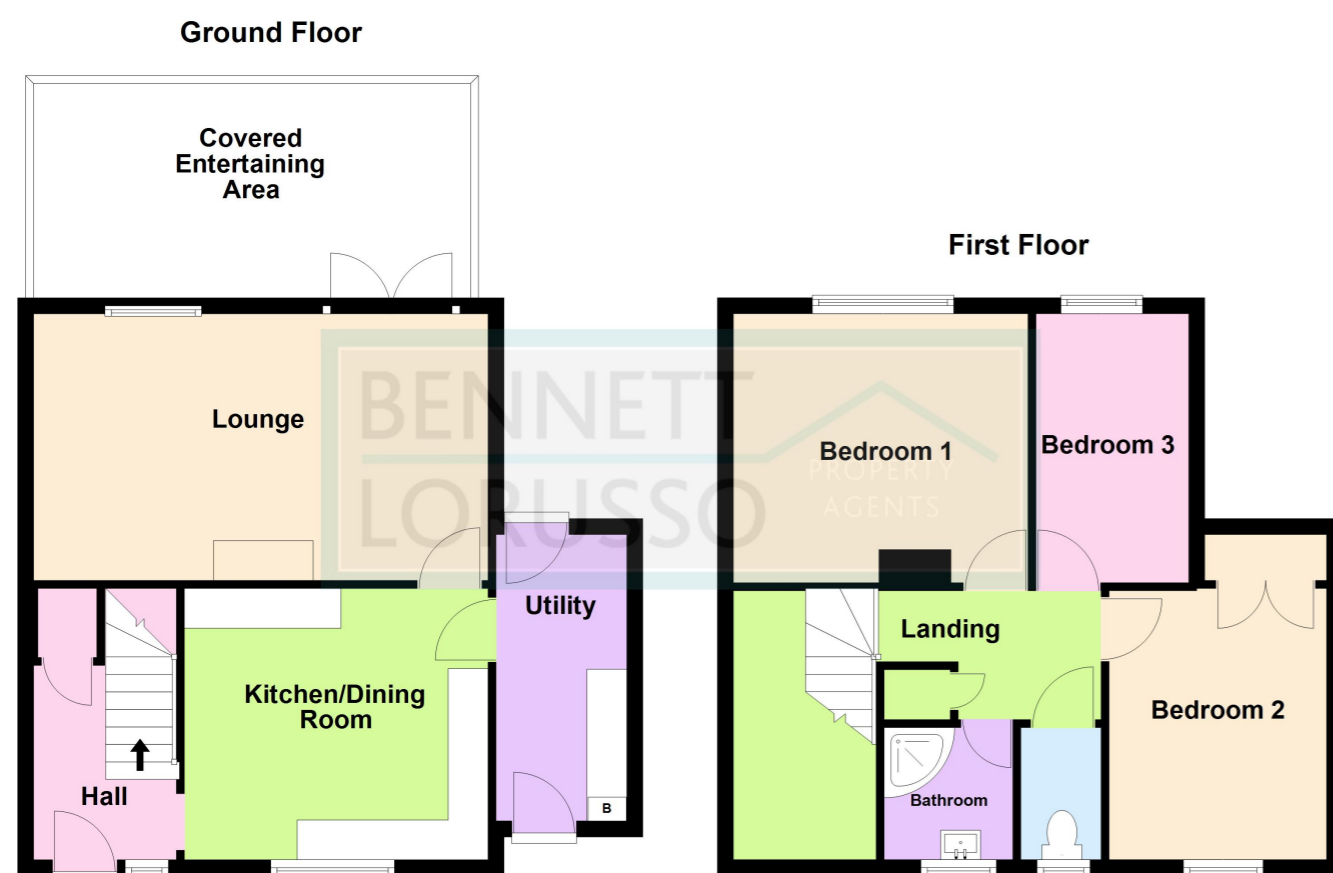 Ground Floor
Covered
Entertaining
Area
First Floor
Lounge
BENNETT
LORUSSO
PROPERTY
AGENTS
Bedroom 1
Bedroom 3
Utility
Landing
Kitchen/Dining
Room
Bedroom 2
Hall
Bathroom
B